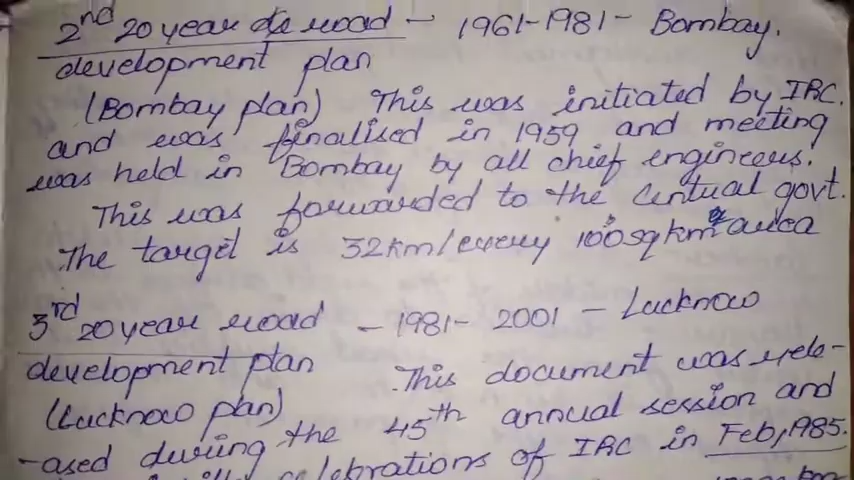 2nd 20 year road - 1961-1981 - Bombay.
development plan
(Bombay plan) This was initiated by IRC.
and was finalised in 1959 and meeting
was held in Bombay by all chief engineers.
This was forwarded to the central govt.
The target is 32km/every 100sqkm area
3rd 20 year road - 1981- 2001 - Lucknow
development plan
(Lucknow plan) This document was rele-
-ased during the 45th annual session and
celebrations of IRC in Feb,1985.